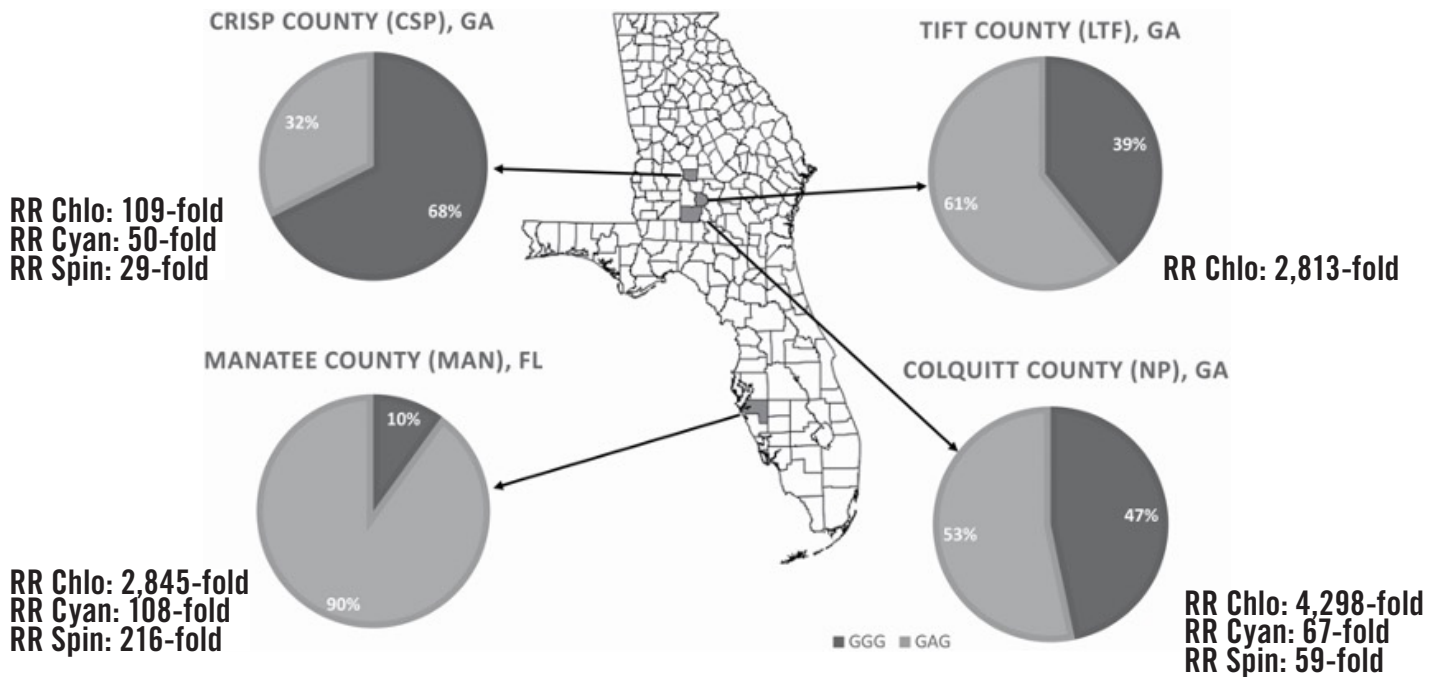 CRISP COUNTY (CSP), GA
32%
68%
RR Chlo: 109-fold
RR Cyan: 50-fold
RR Spin: 29-fold
TIFT COUNTY (LTF), GA
39%
61%
RR Chlo: 2,813-fold
MANATEE COUNTY (MAN), FL
10%
90%
RR Chlo: 2,845-fold
RR Cyan: 108-fold
RR Spin: 216-fold
COLQUITT COUNTY (NP), GA
47%
53%
RR Chlo: 4,298-fold
RR Cyan: 67-fold
RR Spin: 59-fold
GGG GAG